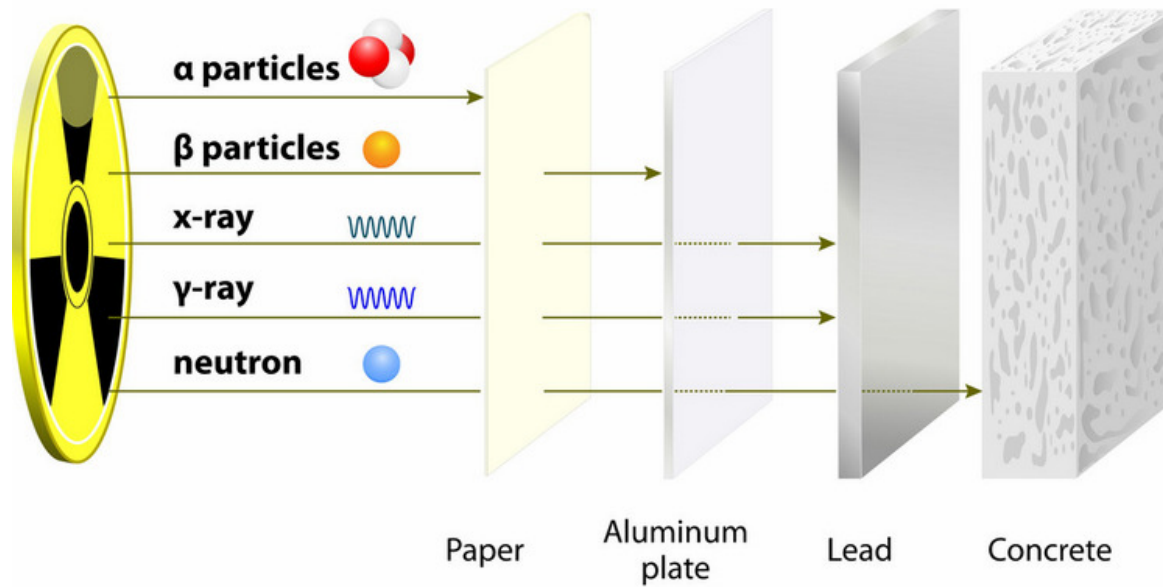 α particles
β particles
x-ray
γ-ray
neutron
Paper
Aluminum
plate
Lead
Concrete